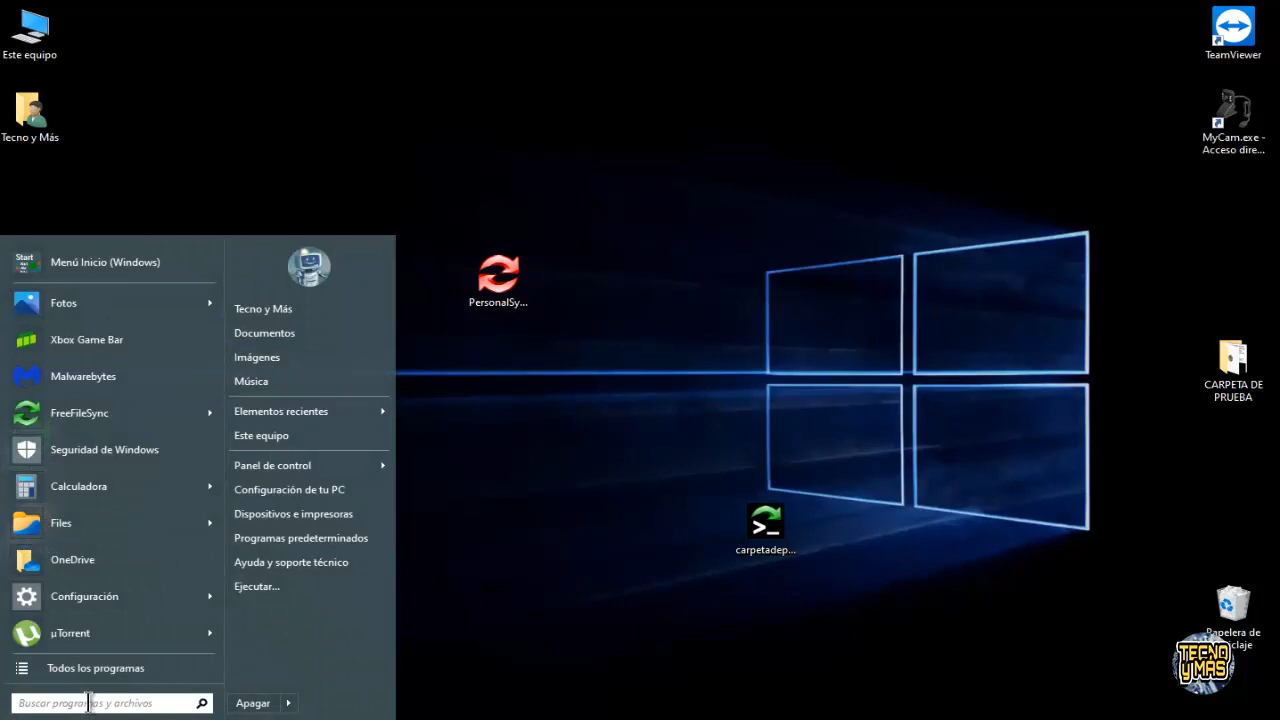 Este equipo
Tecno y Más
TeamViewer
MyCam.exe -
Acceso dire...
PersonalSy...
CARPETA DE
PRUEBA
carpetadep...
Papelera de
TECNO
Y MAS
Start
Menú Inicio (Windows)
Fotos
Xbox Game Bar
Malwarebytes
FreeFileSync
Seguridad de Windows
Calculadora
Files
OneDrive
Configuración
µTorrent
Todos los programas
Buscar programas y archivos
Tecno y Más
Documentos
Imágenes
Música
Elementos recientes
Este equipo
Panel de control
Configuración de tu PC
Dispositivos e impresoras
Programas predeterminados
Ayuda y soporte técnico
Ejecutar...
Apagar